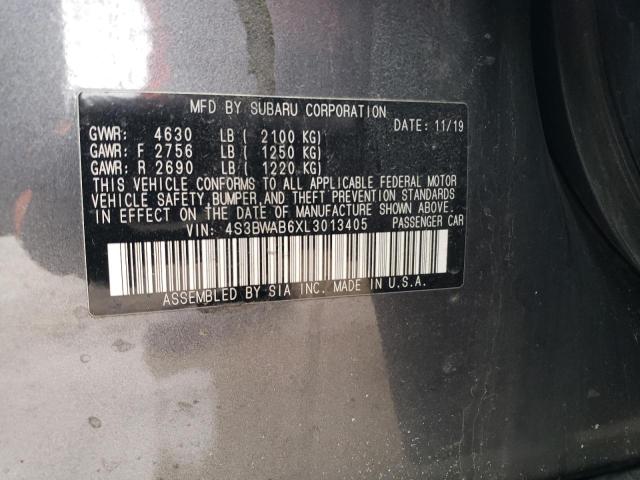 MFD BY SUBARU CORPORATION
DATE: 11/19
GVWR: 4630 LB ( 2100 KG)
GAWR: F 2756 LB ( 1250 KG)
GAWR: R 2690 LB ( 1220 KG)
THIS VEHICLE CONFORMS TO ALL APPLICABLE FEDERAL MOTOR
VEHICLE SAFETY, BUMPER, AND THEFT PREVENTION STANDARDS
IN EFFECT ON THE DATE OF MANUFACTURE SHOWN ABOVE.
VIN: 4S3BWAB6XL3013405 PASSENGER CAR
ASSEMBLED BY SIA INC. MADE IN U.S.A.